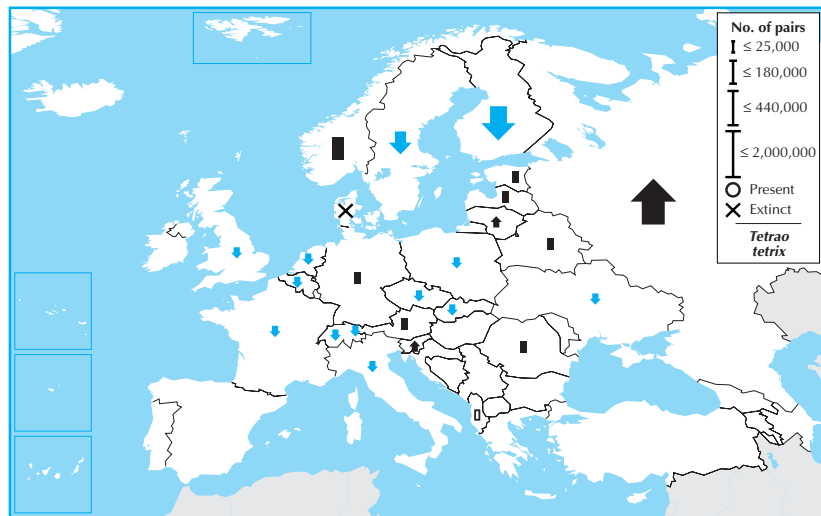 No. of pairs
≤ 25,000
≤ 180,000
≤ 440,000
≤ 2,000,000
Present
Extinct
Tetrao
tetrix